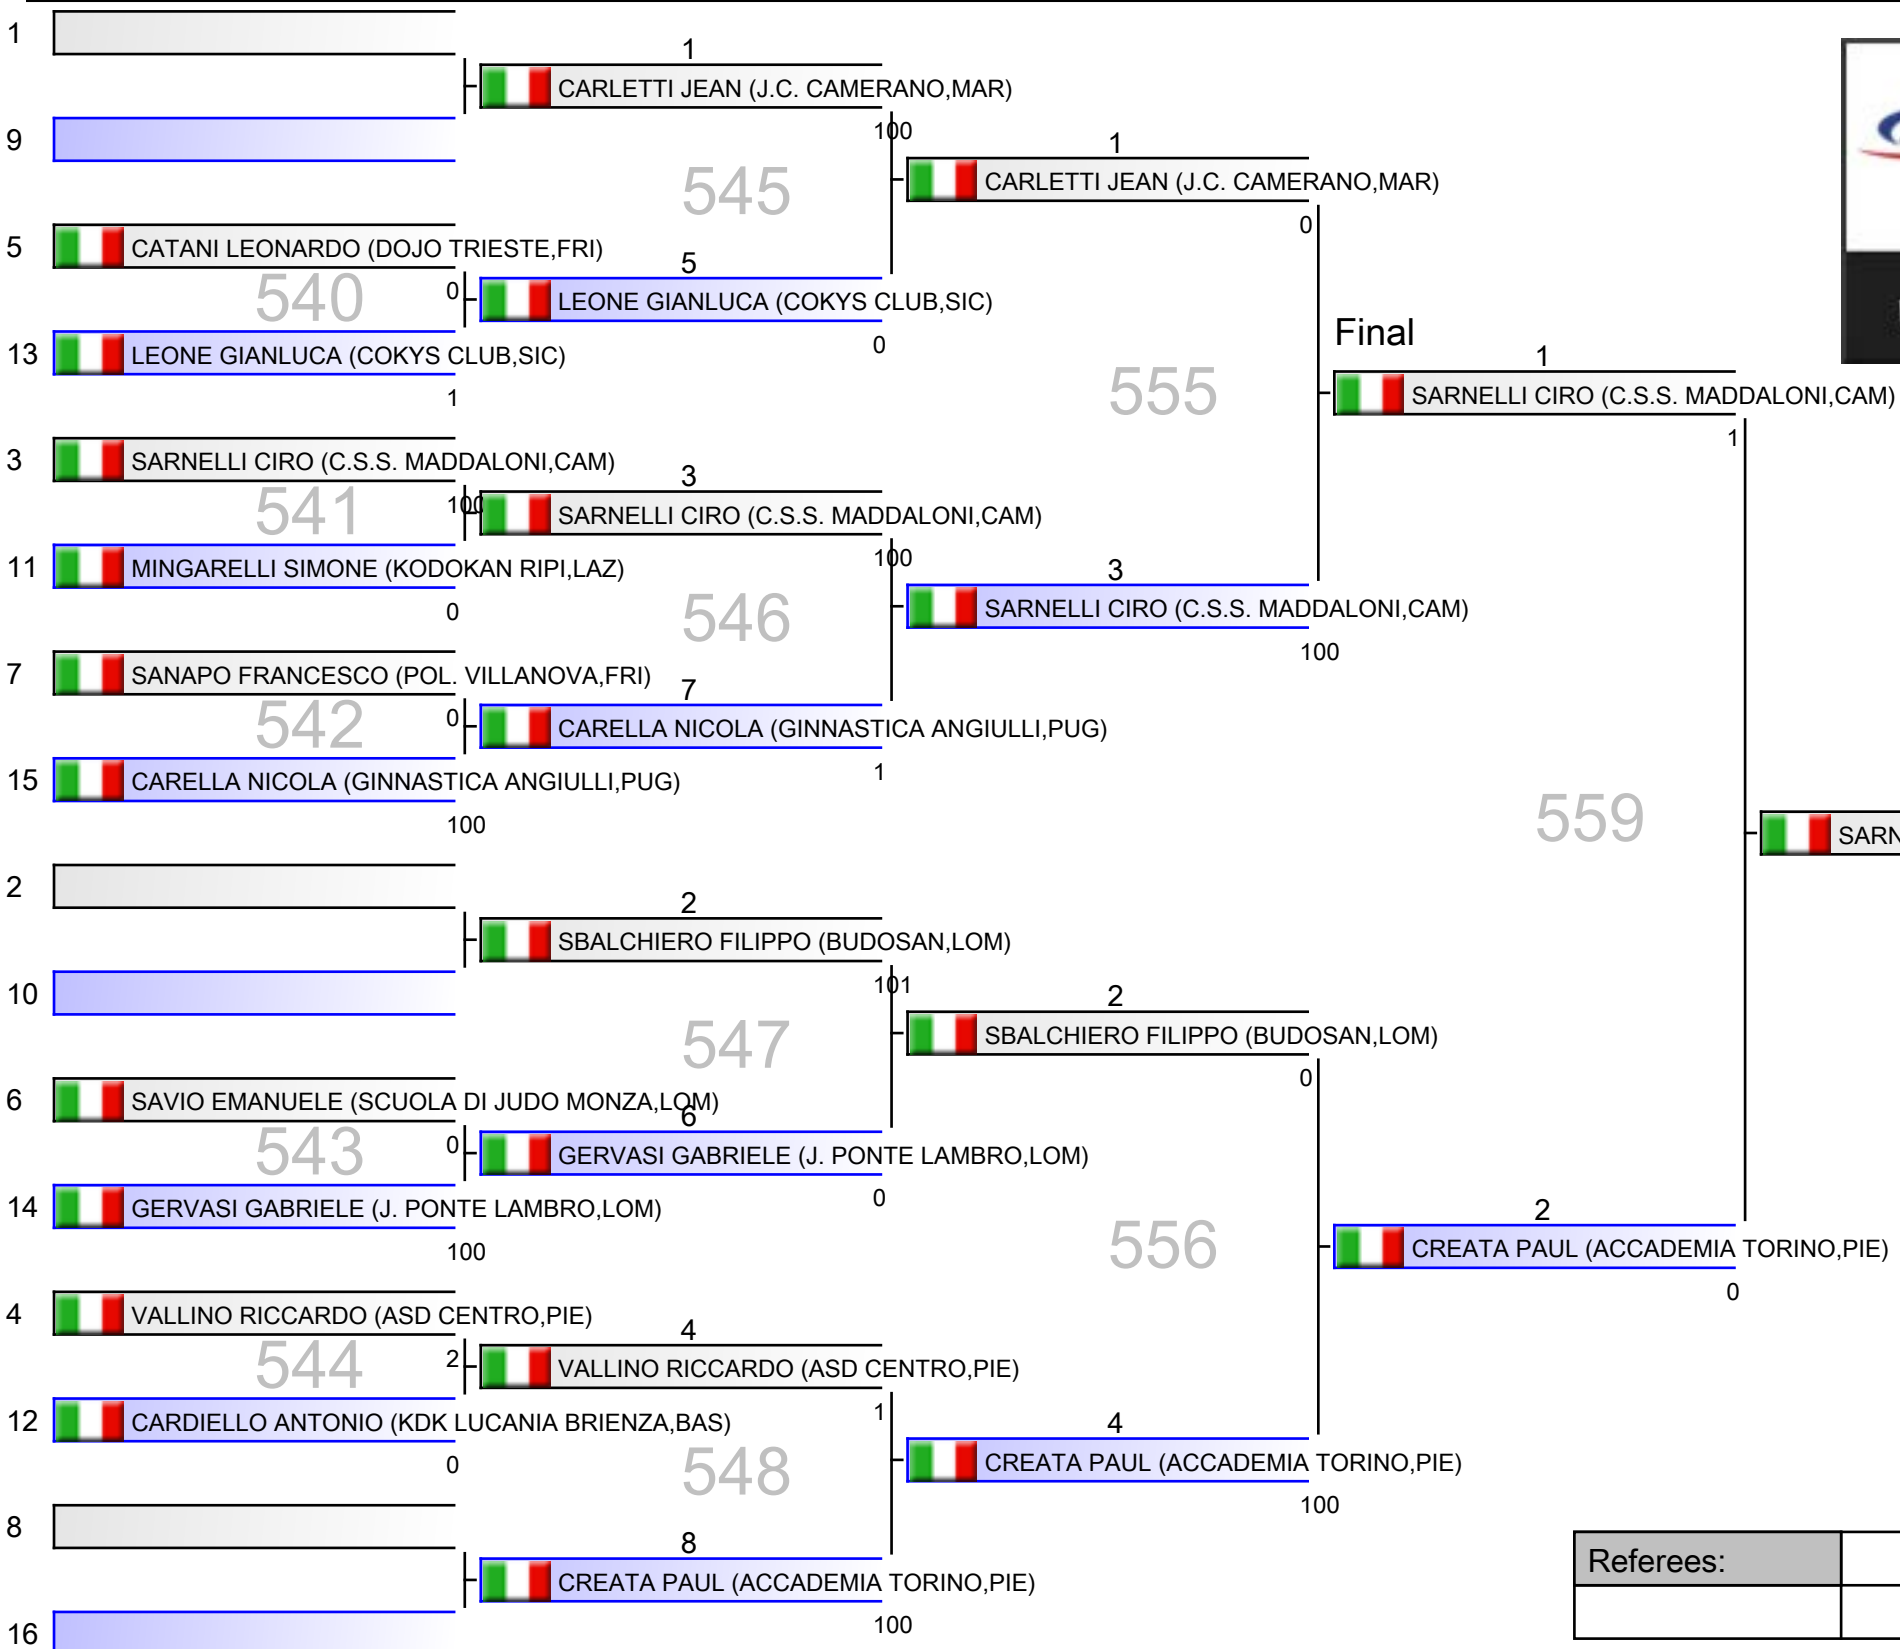 1
1
CARLETTI JEAN (J.C. CAMERANO,MAR)
100
9
1
CARLETTI JEAN (J.C. CAMERANO,MAR)
545
0
5
CATANI LEONARDO (DOJO TRIESTE,FRI)
5
540
0
LEONE GIANLUCA (COKYS CLUB,SIC)
0
13
LEONE GIANLUCA (COKYS CLUB,SIC)
1
Final
1
SARNELLI CIRO (C.S.S. MADDALONI,CAM)
1
555
3
SARNELLI CIRO (C.S.S. MADDALONI,CAM)
3
541
100
SARNELLI CIRO (C.S.S. MADDALONI,CAM)
100
11
MINGARELLI SIMONE (KODOKAN RIPI,LAZ)
0
3
SARNELLI CIRO (C.S.S. MADDALONI,CAM)
546
100
7
SANAPO FRANCESCO (POL. VILLANOVA,FRI)
7
542
0
CARELLA NICOLA (GINNASTICA ANGIULLI,PUG)
1
15
CARELLA NICOLA (GINNASTICA ANGIULLI,PUG)
100
559
SARN
2
2
SBALCHIERO FILIPPO (BUDOSAN,LOM)
101
10
2
SBALCHIERO FILIPPO (BUDOSAN,LOM)
547
0
6
SAVIO EMANUELE (SCUOLA DI JUDO MONZA,LOM)
6
543
0
GERVASI GABRIELE (J. PONTE LAMBRO,LOM)
0
14
GERVASI GABRIELE (J. PONTE LAMBRO,LOM)
100
556
2
CREATA PAUL (ACCADEMIA TORINO,PIE)
0
4
VALLINO RICCARDO (ASD CENTRO,PIE)
4
544
2
VALLINO RICCARDO (ASD CENTRO,PIE)
1
12
CARDIELLO ANTONIO (KDK LUCANIA BRIENZA,BAS)
0
4
CREATA PAUL (ACCADEMIA TORINO,PIE)
548
100
8
8
CREATA PAUL (ACCADEMIA TORINO,PIE)
100
16
Referees: